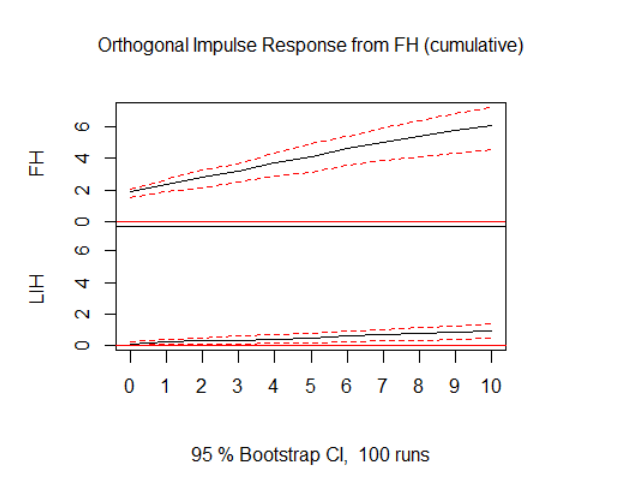 Orthogonal Impulse Response from FH (cumulative)
FH
6
4
2
0
LIH
6
4
2
0
0 1 2 3 4 5 6 7 8 9 10
95 % Bootstrap CI, 100 runs